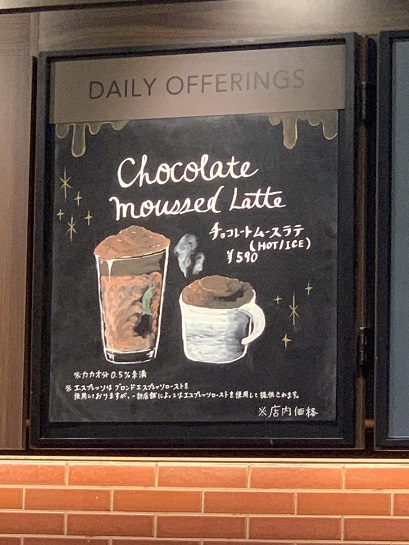 DAILY OFFERINGS
Chocolate
moussed Latte
チョコレートムースラテ
(HOT/ICE)
¥590
※カカオ分0.5%未満
※エスプレッソは ブロンドエスプレッソローストを
使用しておりますが、一部店舗によってはエスプレッソローストを使用して提供されます。
※店内価格